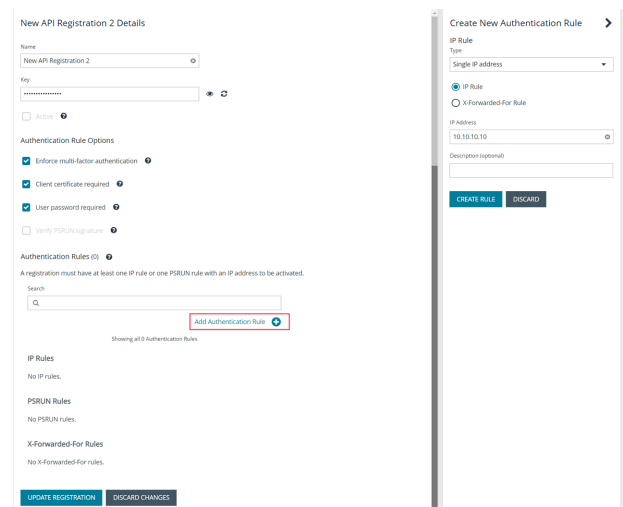 New API Registration 2 Details
Name
New API Registration 2
Key
••••••••••••••••
Active
Authentication Rule Options
Enforce multi-factor authentication
Client certificate required
User password required
Verify PSRUN signature
Authentication Rules (0)
A registration must have at least one IP rule or one PSRUN rule with an IP address to be activated.
Search
Add Authentication Rule
Showing all 0 Authentication Rules
IP Rules
No IP rules.
PSRUN Rules
No PSRUN rules.
X-Forwarded-For Rules
No X-Forwarded-For rules.
UPDATE REGISTRATION
DISCARD CHANGES
Create New Authentication Rule
IP Rule
Type
Single IP address
IP Rule
X-Forwarded-For Rule
IP Address
10.10.10.10
Description (optional)
CREATE RULE
DISCARD